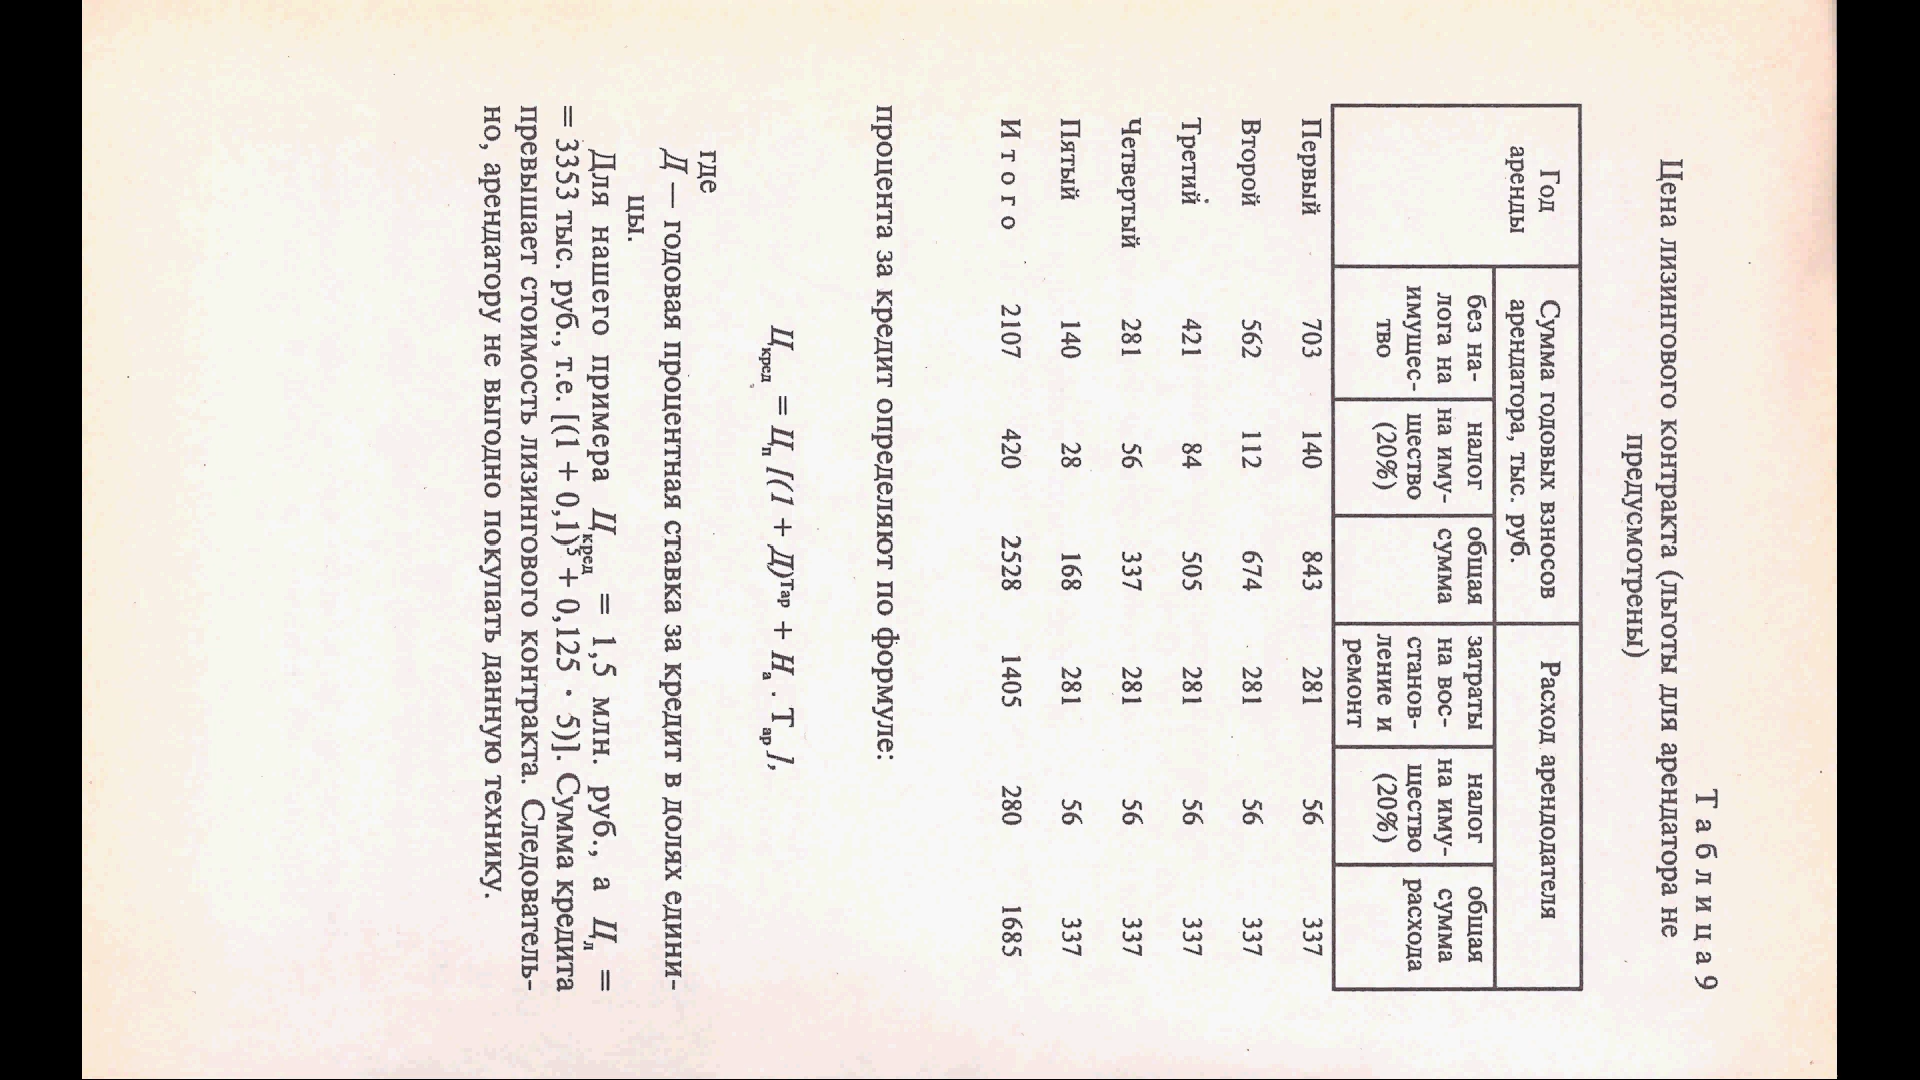 Т а б л и ц а 9
Цена лизингового контракта (льготы для арендатора не
предусмотрены)
Год аренды | Сумма годовых взносов арендатора, тыс. руб. | Расход арендодателя
без на-лога на имущес-тво | налог на иму-щество (20%) | общая сумма | затраты на вос-станов-ление и ремонт | налог на иму-щество (20%) | общая сумма расхода
Первый 703 140 843 281 56 337
Второй 562 112 674 281 56 337
Третий 421 84 505 281 56 337
Четвертый 281 56 337 281 56 337
Пятый 140 28 168 281 56 337
И т о г о 2107 420 2528 1405 280 1685
процента за кредит определяют по формуле:
Цкред = Цп [(1 + Д)Тар + На · Тар ],
где
Д — годовая процентная ставка за кредит в долях едини-
цы.
Для нашего примера Цкред = 1,5 млн. руб., а Цл =
= 3353 тыс. руб., т.е. [(1 + 0,1)⁵ + 0,125 · 5)]. Сумма кредита
превышает стоимость лизингового контракта. Следователь-
но, арендатору не выгодно покупать данную технику.